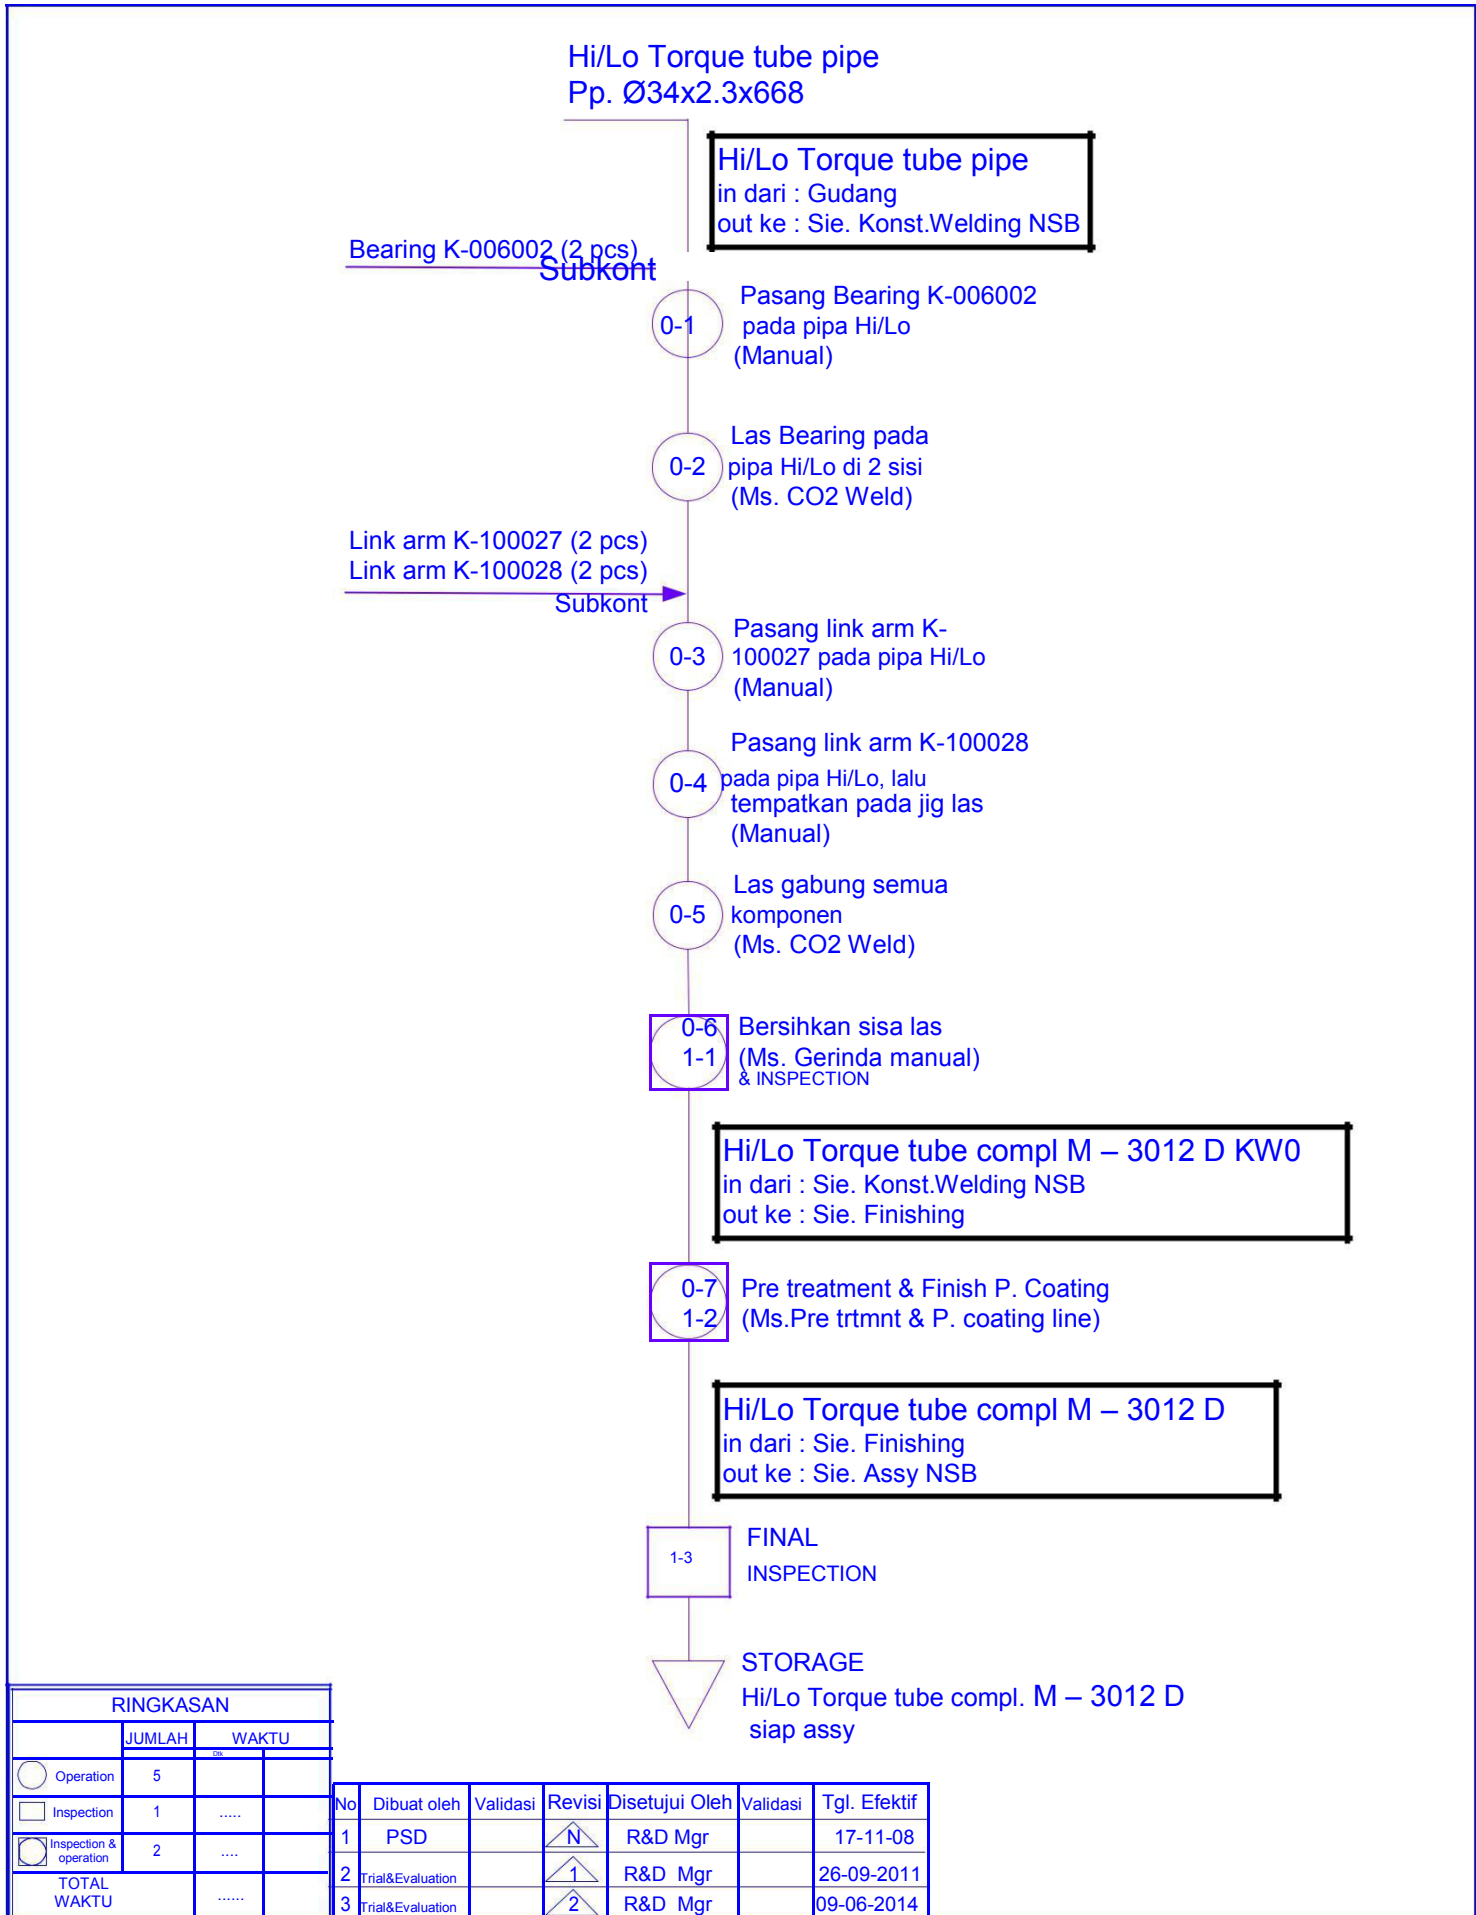 Hi/Lo Torque tube pipe
Pp. Ø34x2.3x668
Hi/Lo Torque tube pipe
in dari : Gudang
out ke : Sie. Konst.Welding NSB
Bearing K-006002 (2 pcs)
Subkont
0-1
Pasang Bearing K-006002
pada pipa Hi/Lo
(Manual)
0-2
Las Bearing pada
pipa Hi/Lo di 2 sisi
(Ms. CO2 Weld)
Link arm K-100027 (2 pcs)
Link arm K-100028 (2 pcs)
Subkont
0-3
Pasang link arm K-
100027 pada pipa Hi/Lo
(Manual)
0-4
Pasang link arm K-100028
pada pipa Hi/Lo, lalu
tempatkan pada jig las
(Manual)
0-5
Las gabung semua
komponen
(Ms. CO2 Weld)
0-6
1-1
Bersihkan sisa las
(Ms. Gerinda manual)
& INSPECTION
Hi/Lo Torque tube compl M – 3012 D KW0
in dari : Sie. Konst.Welding NSB
out ke : Sie. Finishing
0-7
1-2
Pre treatment & Finish P. Coating
(Ms.Pre trtmnt & P. coating line)
Hi/Lo Torque tube compl M – 3012 D
in dari : Sie. Finishing
out ke : Sie. Assy NSB
1-3
FINAL
INSPECTION
STORAGE
Hi/Lo Torque tube compl. M – 3012 D
siap assy
RINGKASAN
JUMLAH WAKTU
Dtk
Operation 5
Inspection 1 .....
Inspection &
operation 2 ....
TOTAL
WAKTU ......
No Dibuat oleh Validasi Revisi Disetujui Oleh Validasi Tgl. Efektif
1 PSD N R&D Mgr 17-11-08
2 Trial&Evaluation 1 R&D Mgr 26-09-2011
3 Trial&Evaluation 2 R&D Mgr 09-06-2014